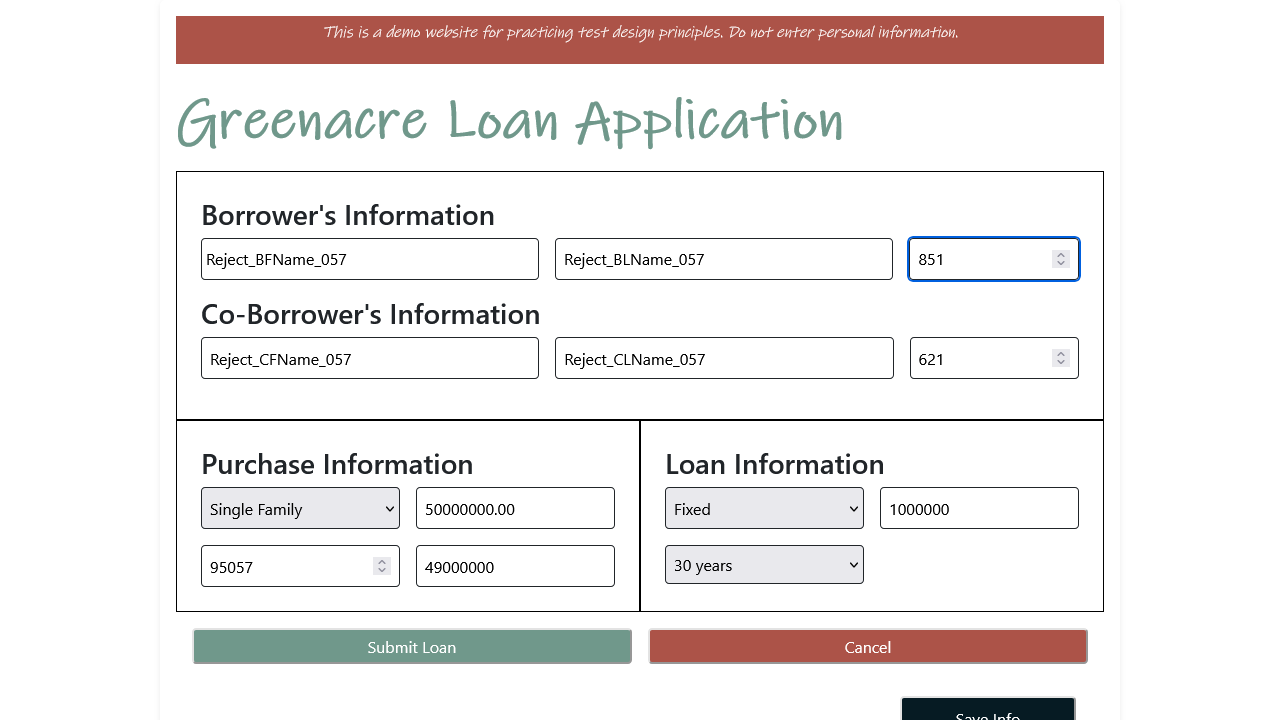 This is a demo website for practicing test design principles. Do not enter personal information.
Greenacre Loan Application
Borrower's Information
Reject_BFName_057 Reject_BLName_057 851
Co-Borrower's Information
Reject_CFName_057 Reject_CLName_057 621
Purchase Information
Single Family 50000000.00
95057 49000000
Loan Information
Fixed 1000000
30 years
Submit Loan Cancel
Save Info